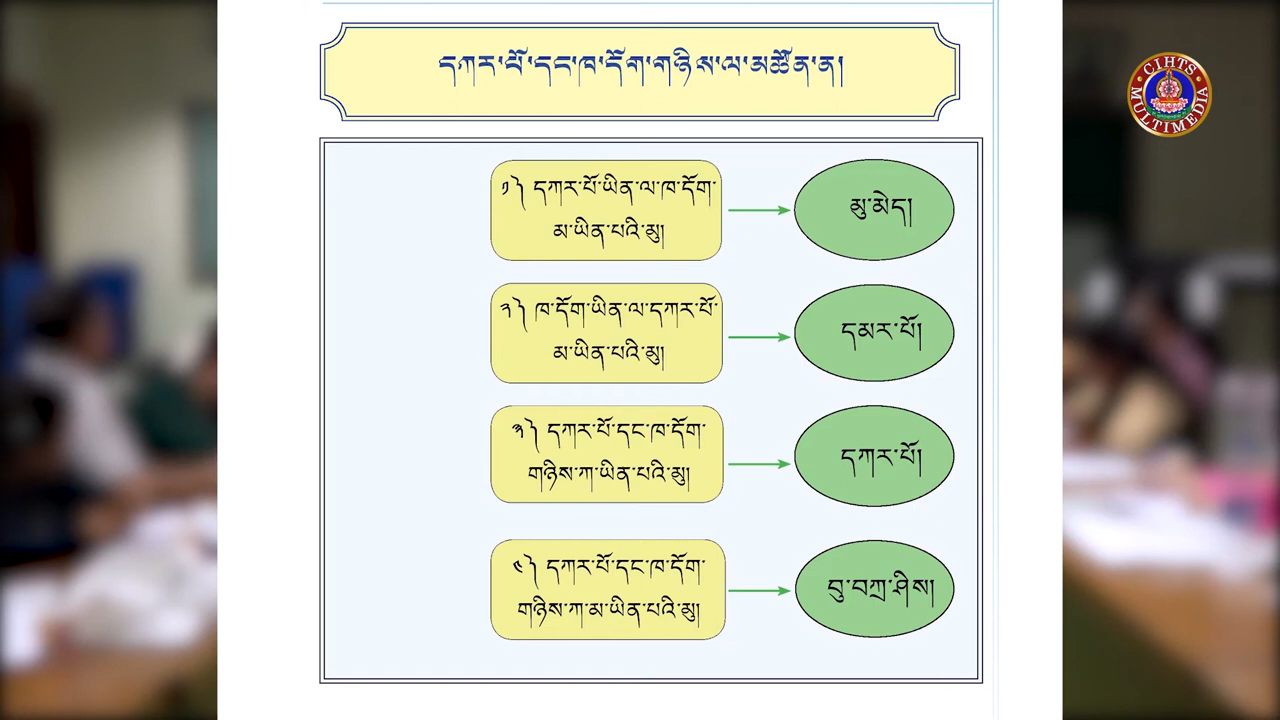 དཀར་པོ་དང་ཁ་དོག་གཉིས་ལ་མཚོན་ན།
CIHTS
MULTIMEDIA
༡༽ དཀར་པོ་ཡིན་ལ་ཁ་དོག་
མ་ཡིན་པའི་མུ།
མུ་མེད།
༢༽ ཁ་དོག་ཡིན་ལ་དཀར་པོ་
མ་ཡིན་པའི་མུ།
དམར་པོ།
༣༽ དཀར་པོ་དང་ཁ་དོག་
གཉིས་ཀ་ཡིན་པའི་མུ།
དཀར་པོ།
༤༽ དཀར་པོ་དང་ཁ་དོག་
གཉིས་ཀ་མ་ཡིན་པའི་མུ།
བུ་བཀྲ་ཤིས།